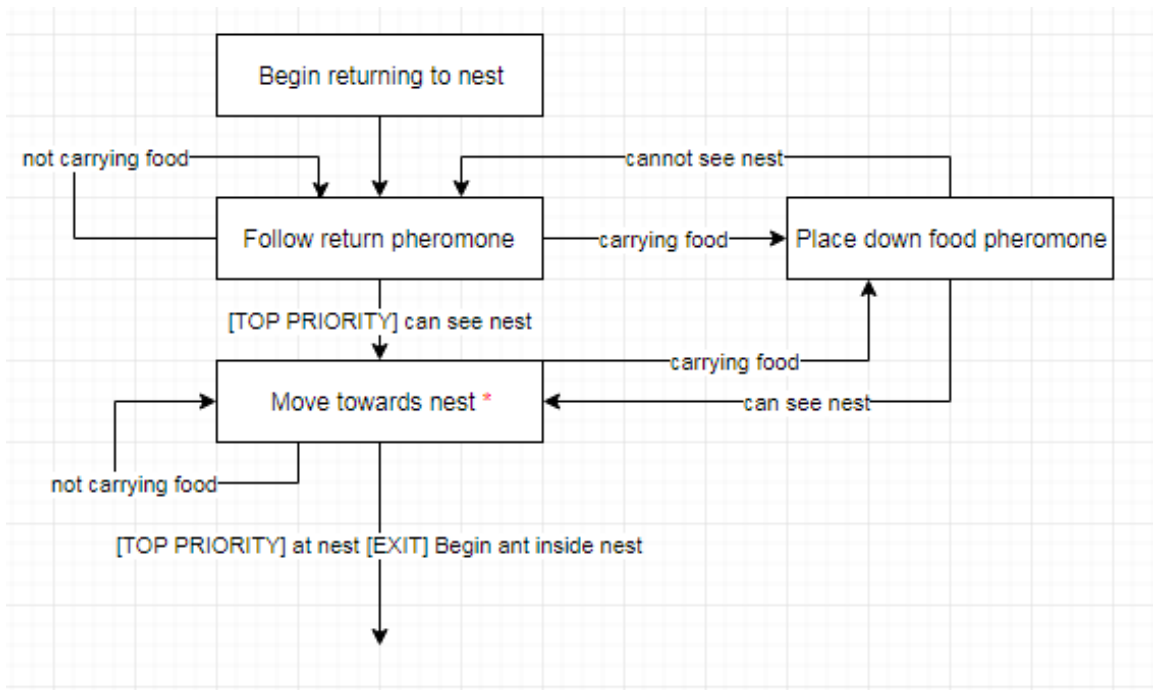 Begin returning to nest
not carrying food
cannot see nest
Follow return pheromone
carrying food
Place down food pheromone
[TOP PRIORITY] can see nest
carrying food
Move towards nest *
can see nest
not carrying food
[TOP PRIORITY] at nest [EXIT] Begin ant inside nest